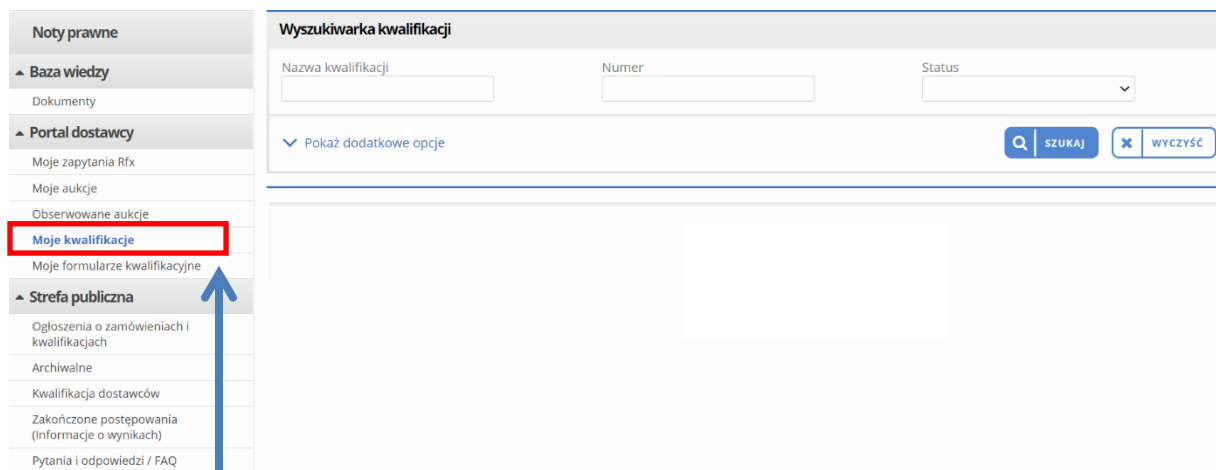 Noty prawne
Baza wiedzy
Dokumenty
Portal dostawcy
Moje zapytania Rfx
Moje aukcje
Obserwowane aukcje
Moje kwalifikacje
Moje formularze kwalifikacyjne
Strefa publiczna
Ogłoszenia o zamówieniach i
kwalifikacjach
Archiwalne
Kwalifikacja dostawców
Zakończone postępowania
(Informacje o wynikach)
Pytania i odpowiedzi / FAQ
Wyszukiwarka kwalifikacji
Nazwa kwalifikacji Numer Status
Pokaż dodatkowe opcje SZUKAJ WYCZYŚĆ